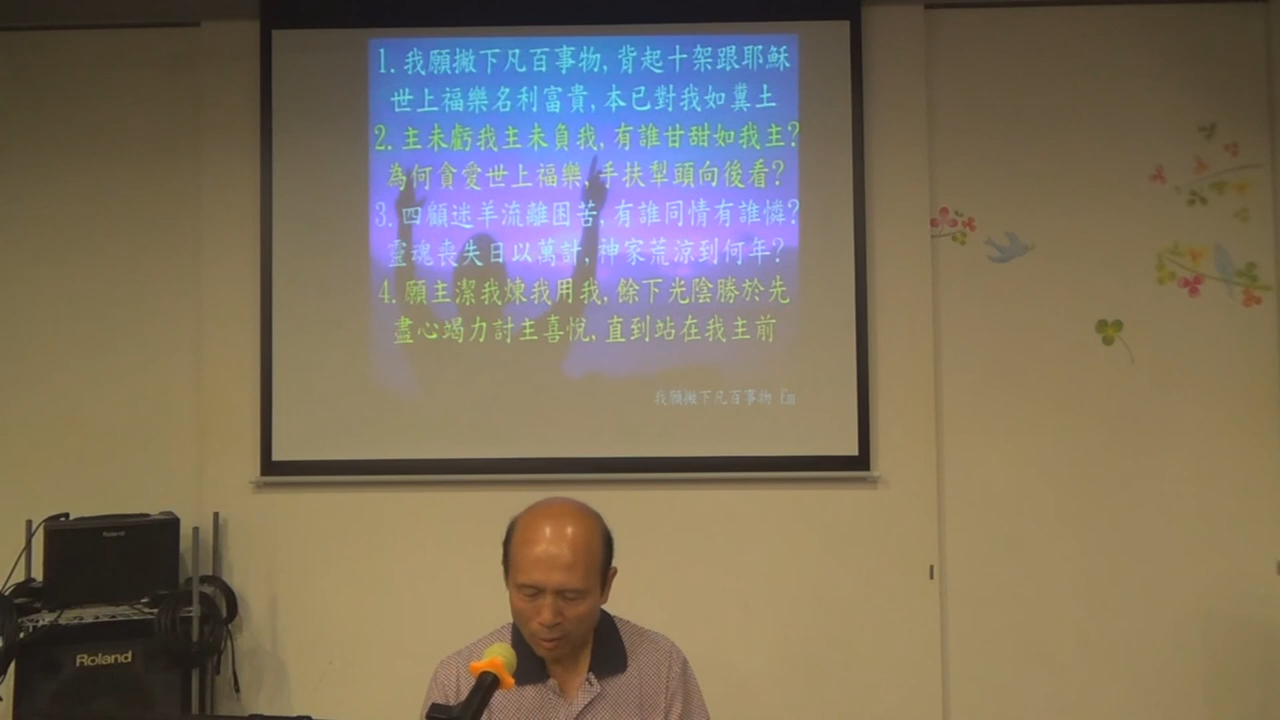 1. 我願撇下凡百事物, 背起十架跟耶穌
世上福樂名利富貴, 本已對我如糞土
2. 主未虧我主未負我, 有誰甘甜如我主?
為何貪愛世上福樂, 手扶犁頭向後看?
3. 四顧迷羊流離困苦, 有誰同情有誰憐?
靈魂喪失日以萬計, 神家荒涼到何年?
4. 願主潔我煉我用我, 餘下光陰勝於先
盡心竭力討主喜悅, 直到站在我主前
我願撇下凡百事物 Em
Roland
Roland